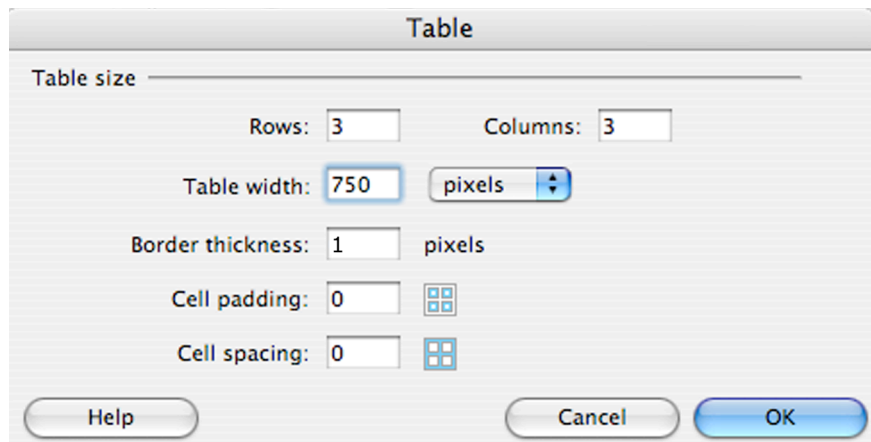 Table
Table size
Rows: 3 Columns: 3
Table width: 750 pixels
Border thickness: 1 pixels
Cell padding: 0
Cell spacing: 0
Help Cancel OK